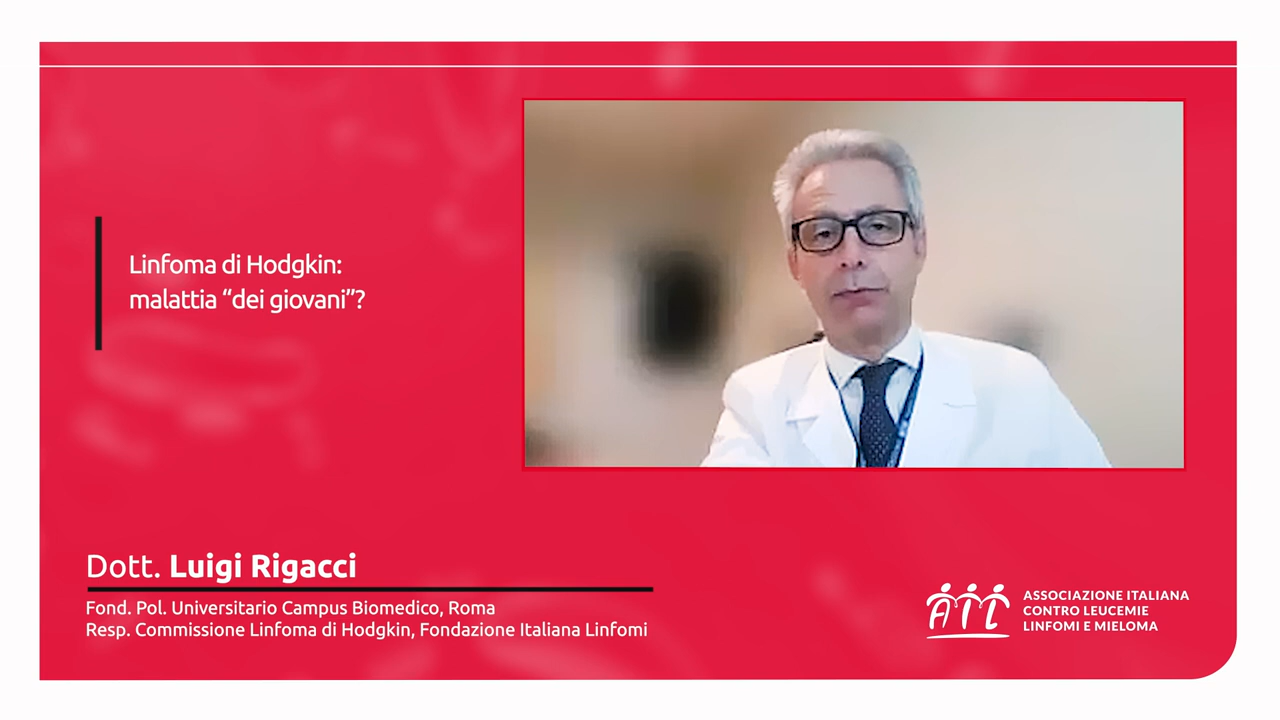 Linfoma di Hodgkin:
malattia “dei giovani”?
Dott. Luigi Rigacci
Fond. Pol. Universitario Campus Biomedico, Roma
Resp. Commissione Linfoma di Hodgkin, Fondazione Italiana Linfomi
AIL
ASSOCIAZIONE ITALIANA
CONTRO LEUCEMIE
LINFOMI E MIELOMA